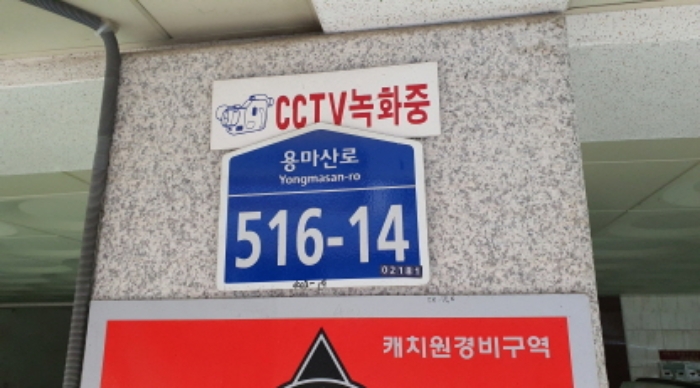 CCTV녹화중
용마산로
Yongmasan-ro
516-14
02181
캐치원경비구역